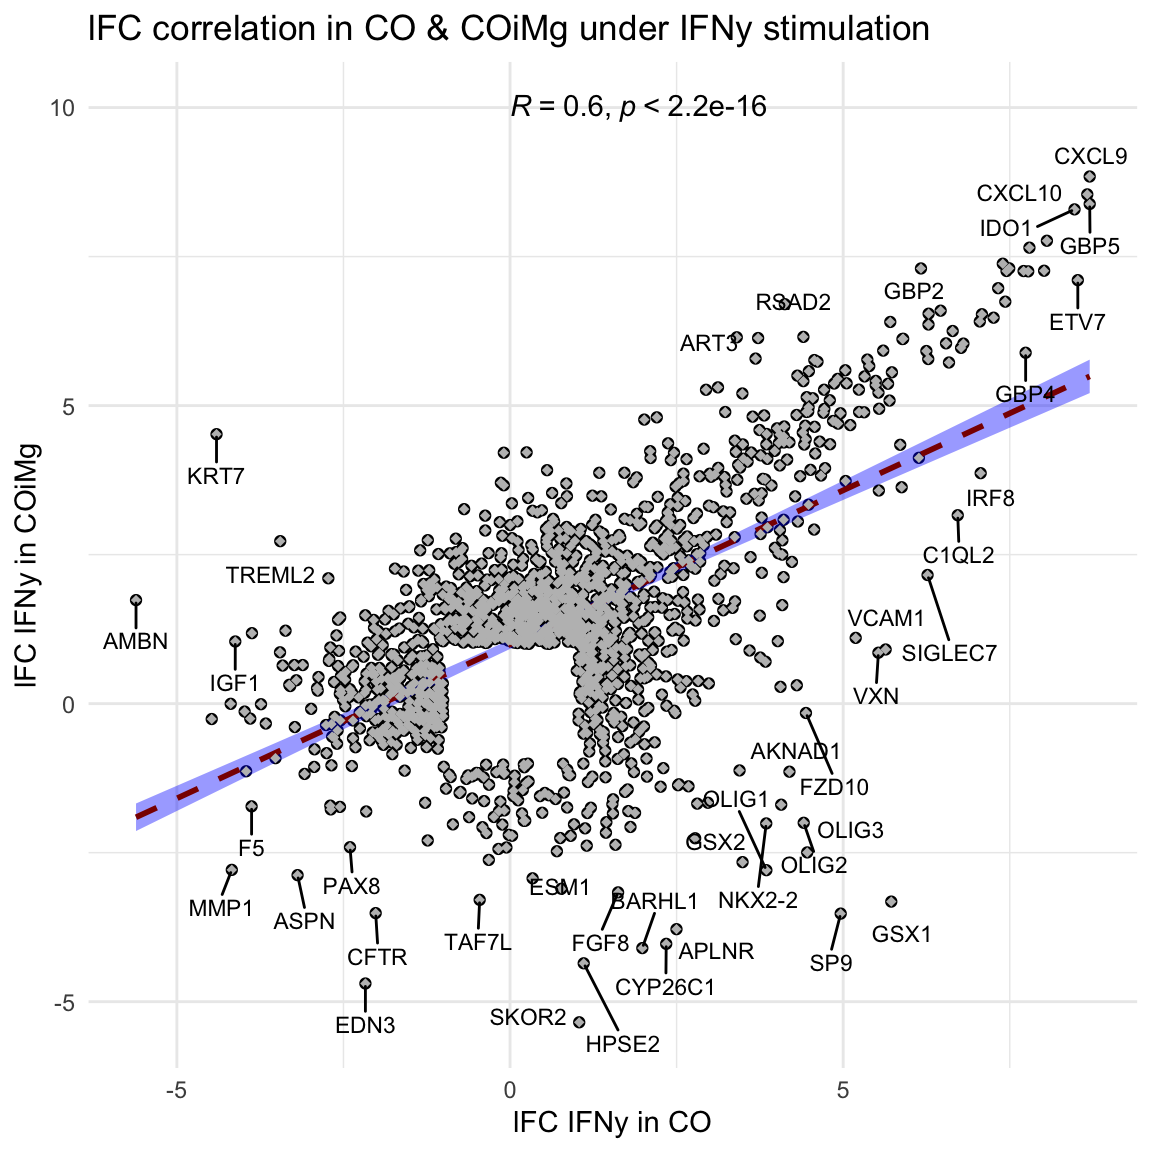 lFC correlation in CO & COiMg under IFNy stimulation
10
R = 0.6, p < 2.2e-16
CXCL9
CXCL10
IDO1
GBP5
GBP2
RSAD2
ETV7
ART3
5
GBP4
KRT7
IRF8
C1QL2
TREML2
VCAM1
AMBN
SIGLEC7
IGF1
VXN
0
AKNAD1
FZD10
OLIG1
OLIG3
F5
GSX2
OLIG2
PAX8
ESM1
NKX2-2
BARHL1
MMP1
ASPN
GSX1
TAF7L
FGF8
APLNR
CFTR
SP9
CYP26C1
-5
SKOR2
EDN3
HPSE2
-5
0
5
lFC IFNy in CO
lFC IFNy in COiMg